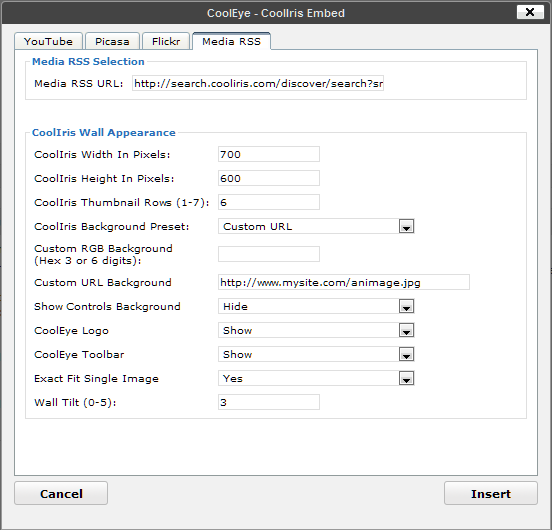 CoolEye - CoolIris Embed
YouTube Picasa Flickr Media RSS
Media RSS Selection
Media RSS URL: http://search.cooliris.com/discover/search?sr
CoolIris Wall Appearance
CoolIris Width In Pixels: 700
CoolIris Height In Pixels: 600
CoolIris Thumbnail Rows (1-7): 6
CoolIris Background Preset: Custom URL
Custom RGB Background
(Hex 3 or 6 digits):
Custom URL Background http://www.mysite.com/animage.jpg
Show Controls Background Hide
CoolEye Logo Show
CoolEye Toolbar Show
Exact Fit Single Image Yes
Wall Tilt (0-5): 3
Cancel Insert